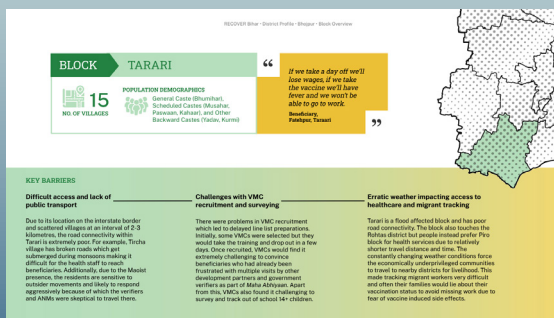 RECOVER Bihar - District Profile - Bhojpur - Block Overview
BLOCK TARARI
15
NO. OF VILLAGES
POPULATION DEMOGRAPHICS
General Caste (Bhumihar),
Scheduled Castes (Musahar,
Paswaan, Kahaar), and Other
Backward Castes (Yadav, Kurmi)
“
If we take a day off we'll
lose wages, if we take
the vaccine we'll have
fever and we won't be
able to go to work.
Beneficiary,
Fatehpur, Taraari
”
KEY BARRIERS
Difficult access and lack of
public transport
Due to its location on the interstate border
and scattered villages at an interval of 2-3
kilometres, the road connectivity within
Tarari is extremely poor. For example, Tircha
village has broken roads which get
submerged during monsoons making it
difficult for the health staff to reach
beneficiaries. Additionally, due to the Maoist
presence, the residents are sensitive to
outsider movements and likely to respond
aggressively because of which the verifiers
and ANMs were skeptical to travel there.
Challenges with VMC
recruitment and surveying
There were problems in VMC recruitment
which led to delayed line list preparations.
Initially, some VMCs were selected but they
would take the training and drop out in a few
days. Once recruited, VMCs would find it
extremely challenging to convince
beneficiaries who had already been
frustrated with multiple visits by other
development partners and government
verifiers as part of Maha Abhiyaan. Apart
from this, VMCs also found it challenging to
survey and track out of school 14+ children.
Erratic weather impacting access to
healthcare and migrant tracking
Tarari is a flood affected block and has poor
road connectivity. The block also touches the
Rohtas district but people instead prefer Piro
block for health services due to relatively
shorter travel distance and time. The
constantly changing weather conditions force
the economically underprivileged communities
to travel to nearby districts for livelihood. This
made tracking migrant workers very difficult
and often their families would lie about their
vaccination status to avoid missing work due to
fear of vaccine induced side effects.